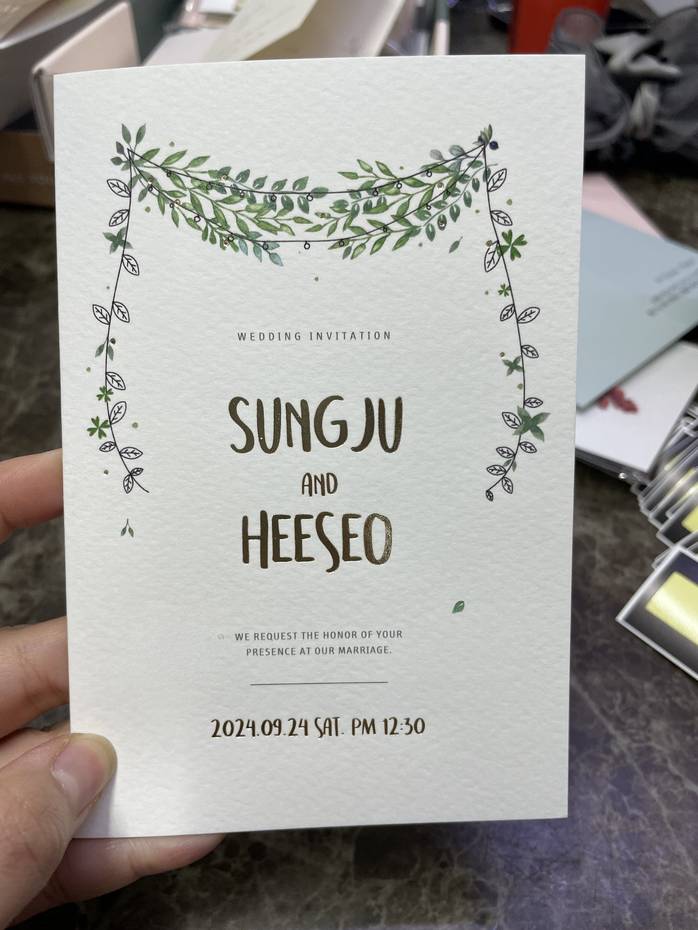 WEDDING INVITATION
SUNGJU
AND
HEESEO
WE REQUEST THE HONOR OF YOUR
PRESENCE AT OUR MARRIAGE.
2024.09.24 SAT. PM 12:30